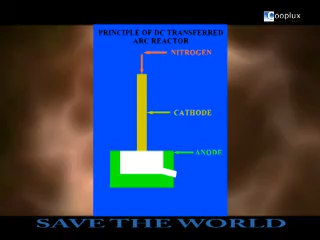 Cooplux
PRINCIPLE OF DC TRANSFERRED
ARC REACTOR
NITROGEN
CATHODE
ANODE
SAVE THE WORLD